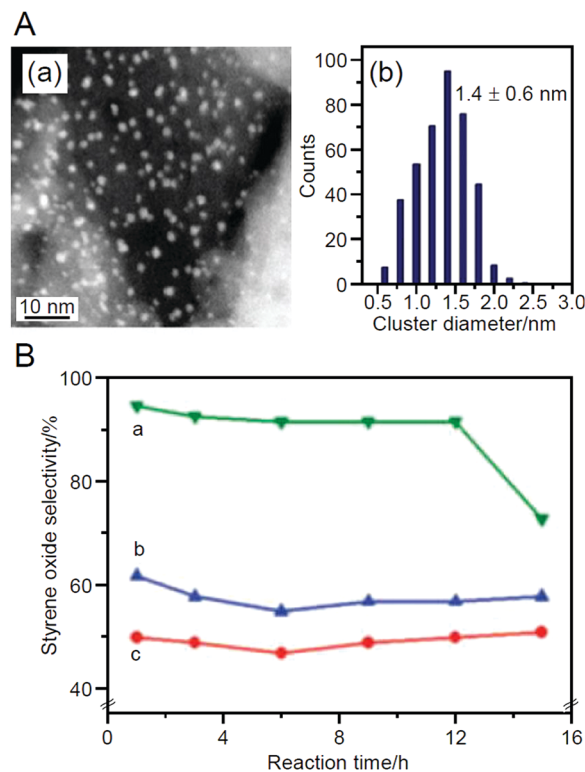 A
(a)
10 nm
(b)
1.4 ± 0.6 nm
Counts
100
80
60
40
20
0
0.5 1.0 1.5 2.0 2.5 3.0
Cluster diameter/nm
B
Styrene oxide selectivity/%
100
80
60
40
a
b
c
0 4 8 12 16
Reaction time/h